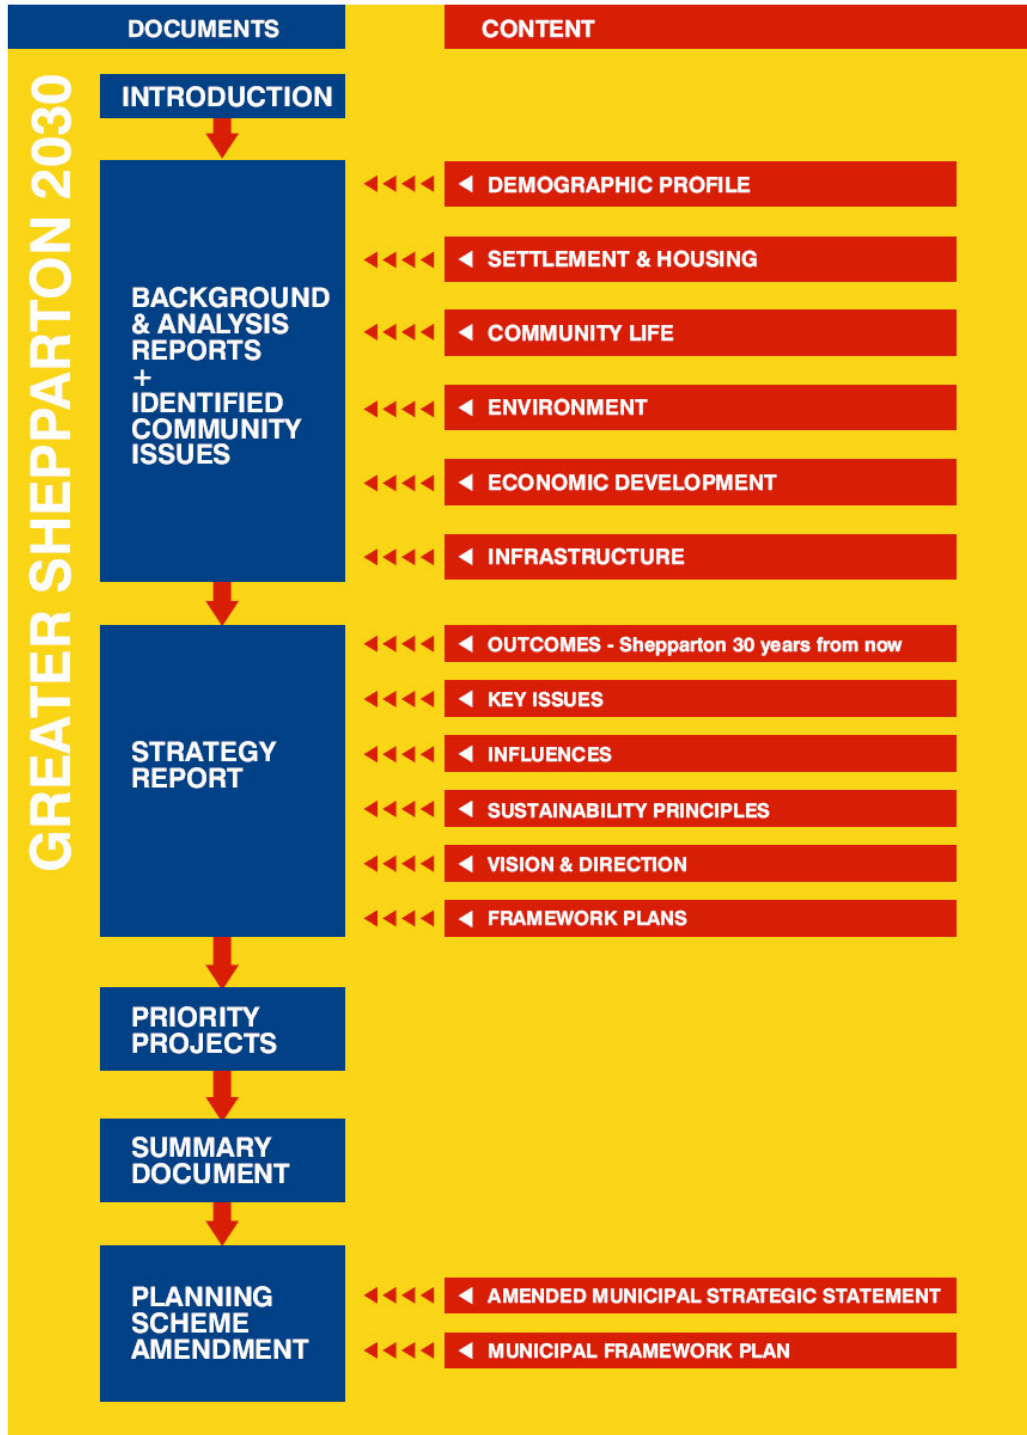 DOCUMENTS
CONTENT
GREATER SHEPPARTON 2030
INTRODUCTION
BACKGROUND
& ANALYSIS
REPORTS
+
IDENTIFIED
COMMUNITY
ISSUES
DEMOGRAPHIC PROFILE
SETTLEMENT & HOUSING
COMMUNITY LIFE
ENVIRONMENT
ECONOMIC DEVELOPMENT
INFRASTRUCTURE
STRATEGY
REPORT
OUTCOMES - Shepparton 30 years from now
KEY ISSUES
INFLUENCES
SUSTAINABILITY PRINCIPLES
VISION & DIRECTION
FRAMEWORK PLANS
PRIORITY
PROJECTS
SUMMARY
DOCUMENT
PLANNING
SCHEME
AMENDMENT
AMENDED MUNICIPAL STRATEGIC STATEMENT
MUNICIPAL FRAMEWORK PLAN